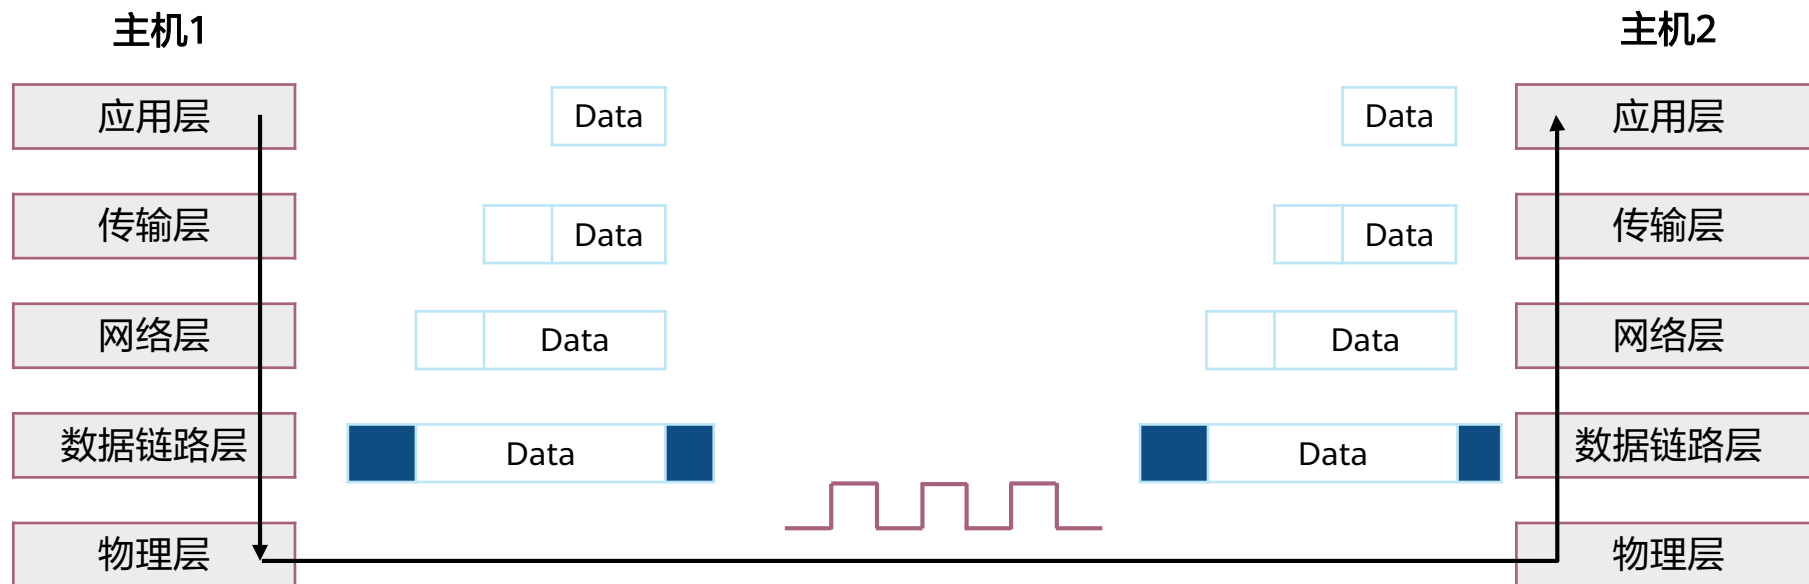 主机1
主机2
应用层
Data
Data
应用层
传输层
Data
Data
传输层
网络层
Data
Data
网络层
数据链路层
Data
Data
数据链路层
物理层
物理层